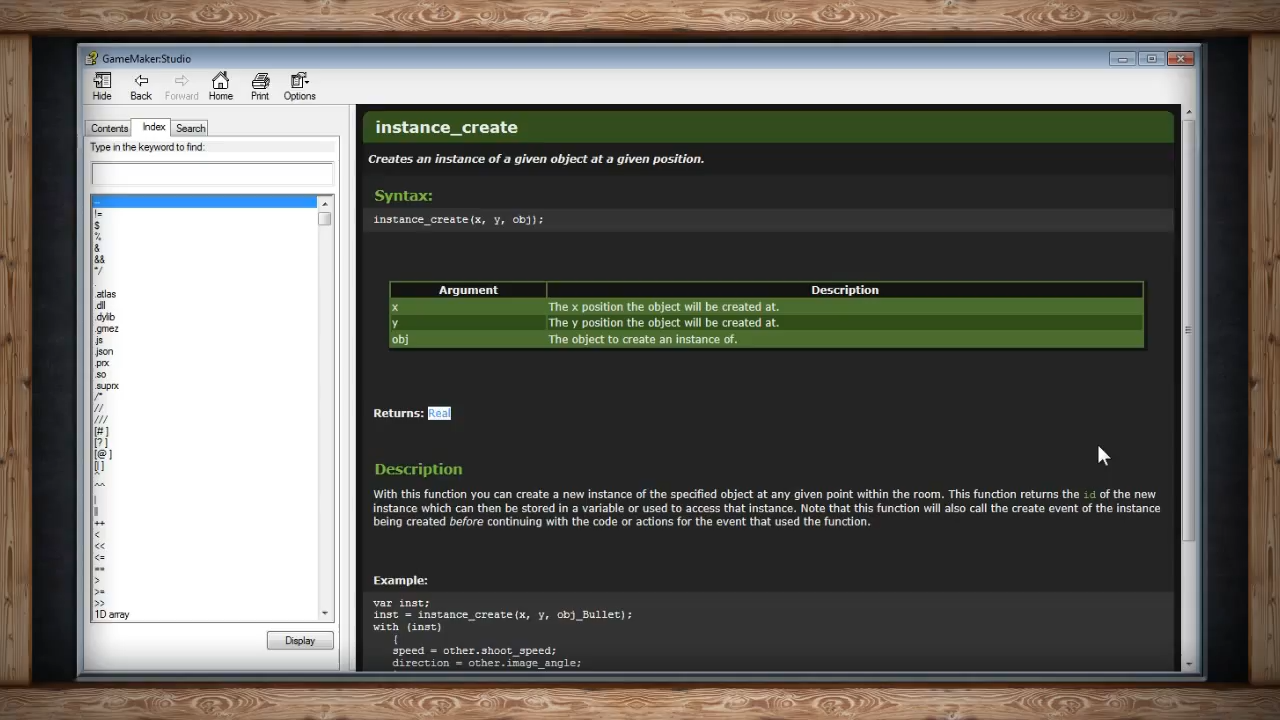 GameMaker:Studio
Hide Back Forward Home Print Options
Contents Index Search
Type in the keyword to find:
!=
$
%
&
&&
*/
.
.atlas
.dll
.dylib
.gmez
.js
.json
.prx
.so
.suprx
/*
//
///
[# ]
[? ]
[@ ]
[| ]
^
^^
|
||
++
<
<<
<=
==
>
>=
>>
1D array
Display
instance_create
Creates an instance of a given object at a given position.
Syntax:
instance_create(x, y, obj);
Argument Description
x The x position the object will be created at.
y The y position the object will be created at.
obj The object to create an instance of.
Returns: Real
Description
With this function you can create a new instance of the specified object at any given point within the room. This function returns the id of the new
instance which can then be stored in a variable or used to access that instance. Note that this function will also call the create event of the instance
being created before continuing with the code or actions for the event that used the function.
Example:
var inst;
inst = instance_create(x, y, obj_Bullet);
with (inst)
{
speed = other.shoot_speed;
direction = other.image_angle;